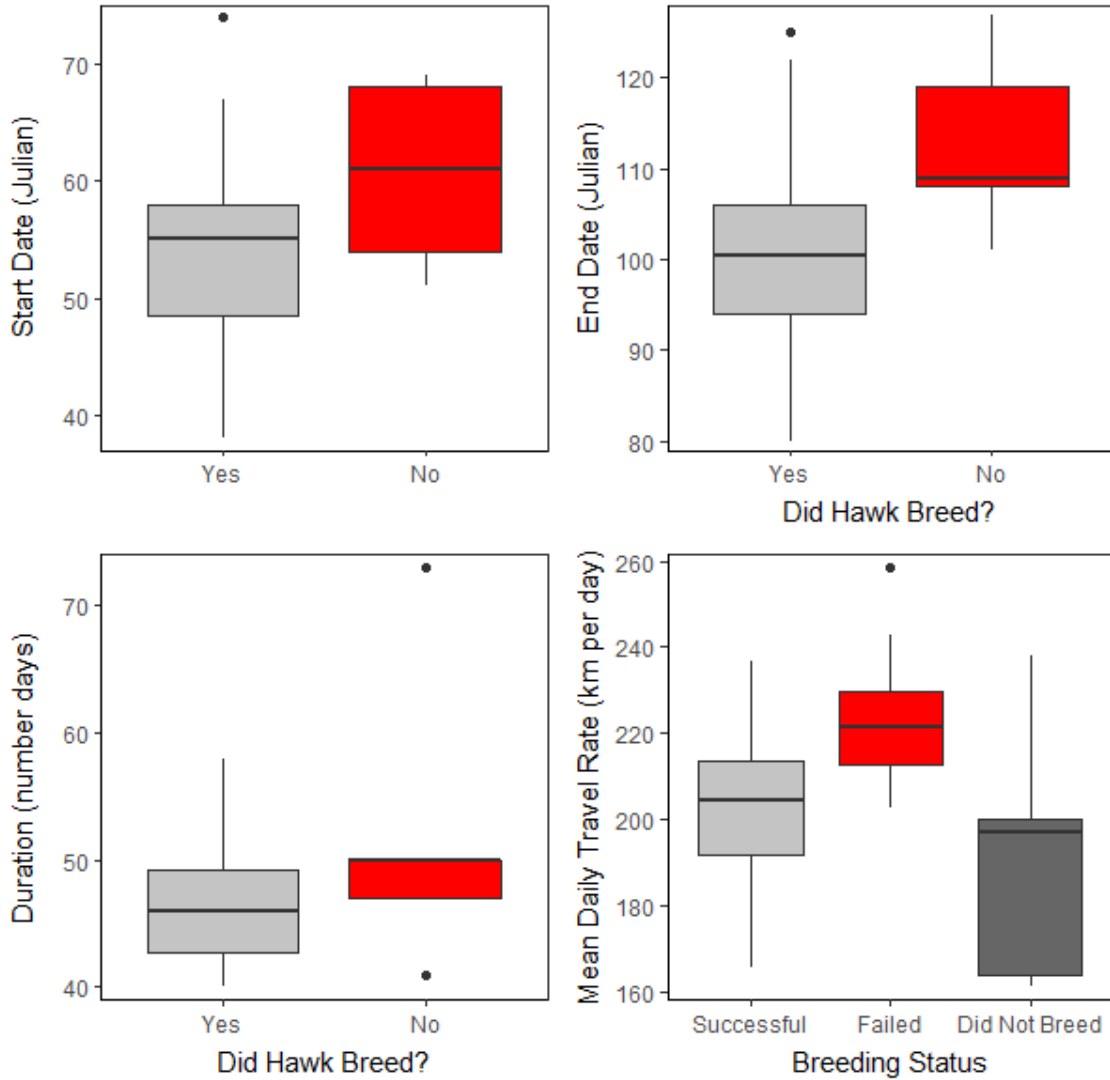 Start Date (Julian)
70
60
50
40
Yes
No
End Date (Julian)
120
110
100
90
80
Yes
No
Did Hawk Breed?
Duration (number days)
70
60
50
40
Yes
No
Did Hawk Breed?
Mean Daily Travel Rate (km per day)
260
240
220
200
180
160
Successful
Failed
Did Not Breed
Breeding Status